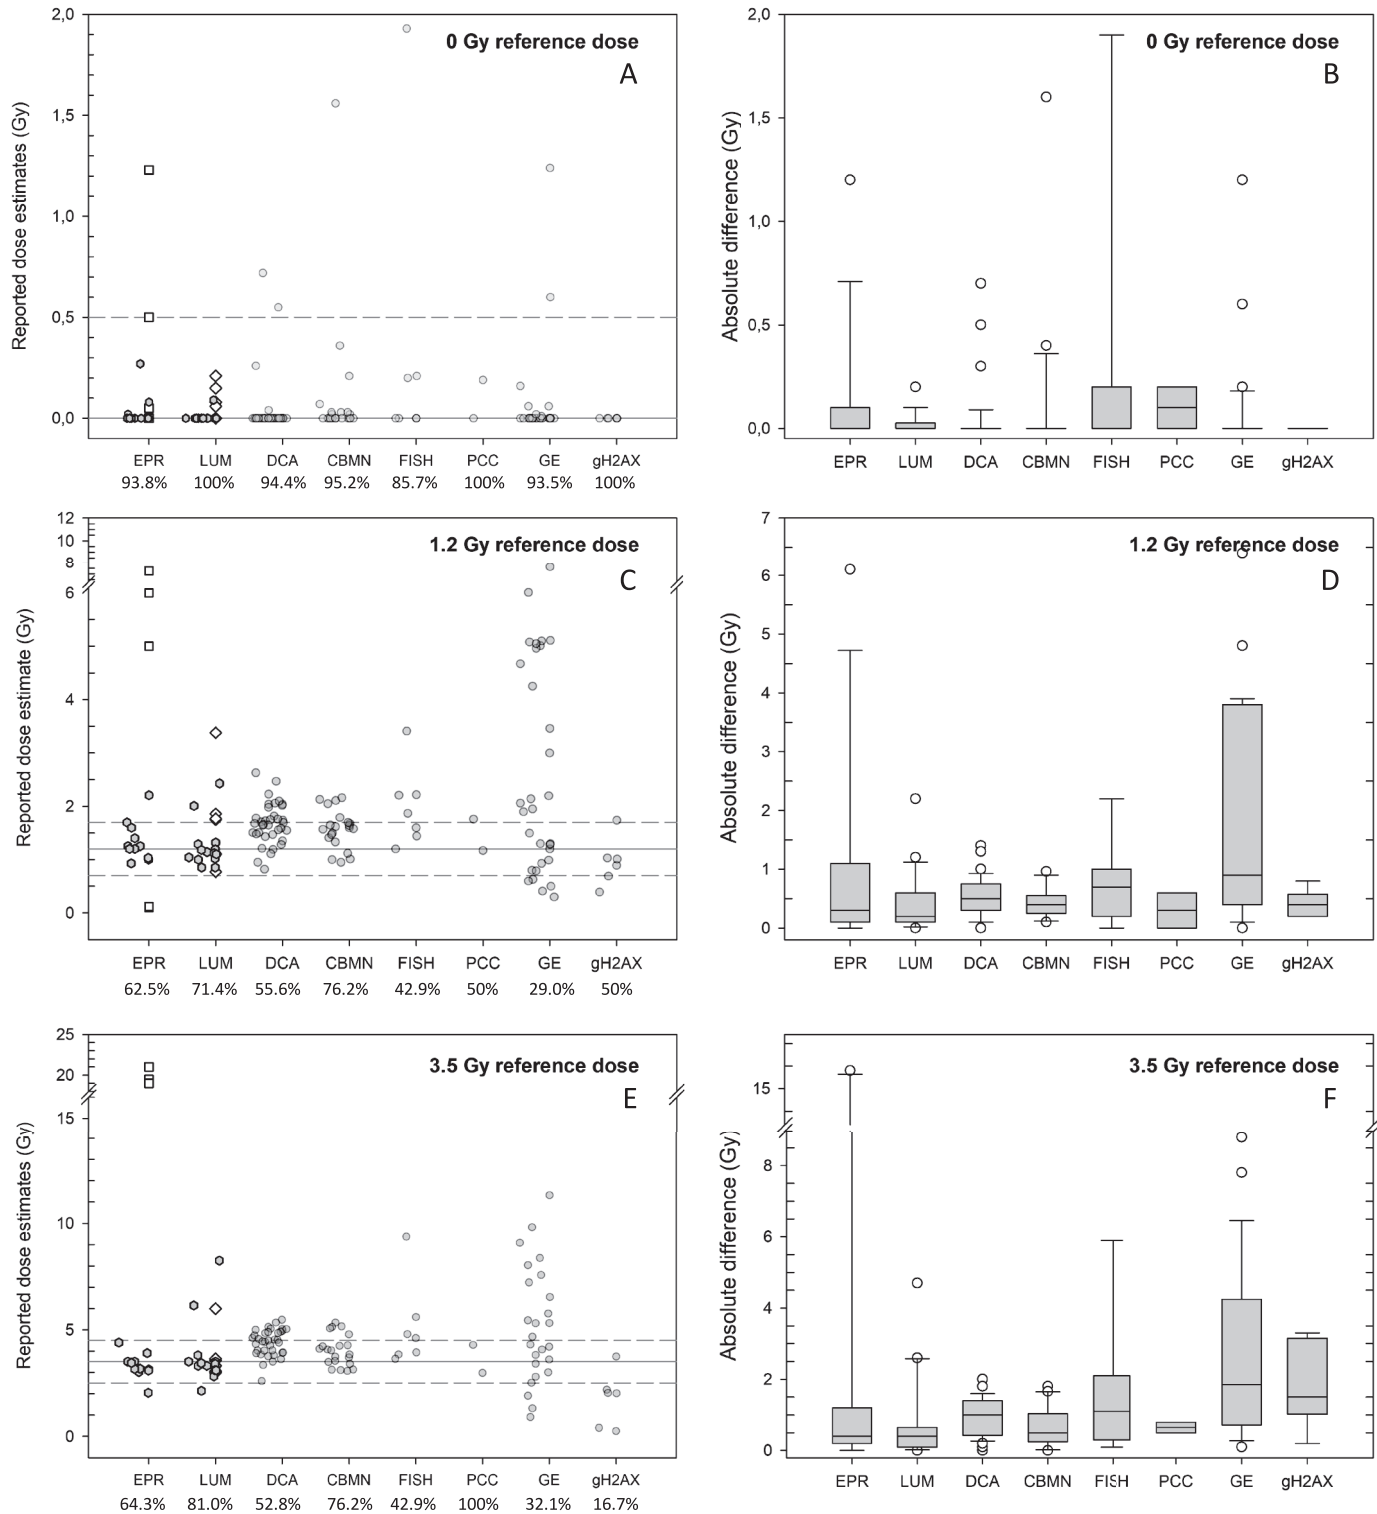 2,0
1,5
1,0
0,5
0,0
Reported dose estimates (Gy)
0 Gy reference dose
A
EPR LUM DCA CBMN FISH PCC GE gH2AX
93.8% 100% 94.4% 95.2% 85.7% 100% 93.5% 100%
2,0
1,5
1,0
0,5
0,0
Absolute difference (Gy)
0 Gy reference dose
B
EPR LUM DCA CBMN FISH PCC GE gH2AX
12
10
8
6
4
2
0
Reported dose estimate (Gy)
1.2 Gy reference dose
C
EPR LUM DCA CBMN FISH PCC GE gH2AX
62.5% 71.4% 55.6% 76.2% 42.9% 50% 29.0% 50%
7
6
5
4
3
2
1
0
Absolute difference (Gy)
1.2 Gy reference dose
D
EPR LUM DCA CBMN FISH PCC GE gH2AX
25
20
15
10
5
0
Reported dose estimates (Gy)
3.5 Gy reference dose
E
EPR LUM DCA CBMN FISH PCC GE gH2AX
64.3% 81.0% 52.8% 76.2% 42.9% 100% 32.1% 16.7%
15
8
6
4
2
0
Absolute difference (Gy)
3.5 Gy reference dose
F
EPR LUM DCA CBMN FISH PCC GE gH2AX